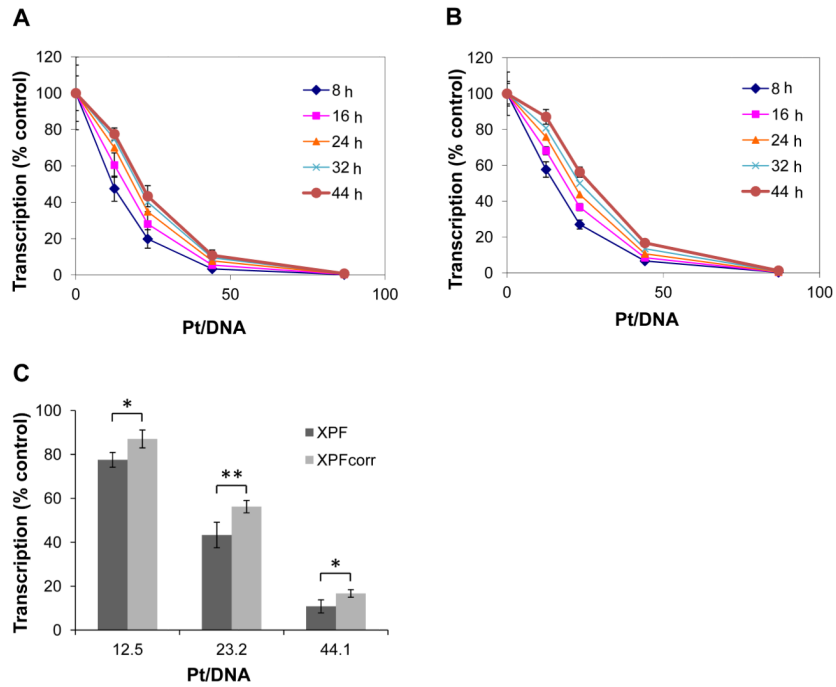 A
Transcription (% control)
120
100
80
60
40
20
0
0
50
100
Pt/DNA
8 h
16 h
24 h
32 h
44 h
B
Transcription (% control)
120
100
80
60
40
20
0
0
50
100
Pt/DNA
8 h
16 h
24 h
32 h
44 h
C
Transcription (% control)
100
80
60
40
20
0
*
**
*
XPF
XPFcorr
12.5
23.2
44.1
Pt/DNA